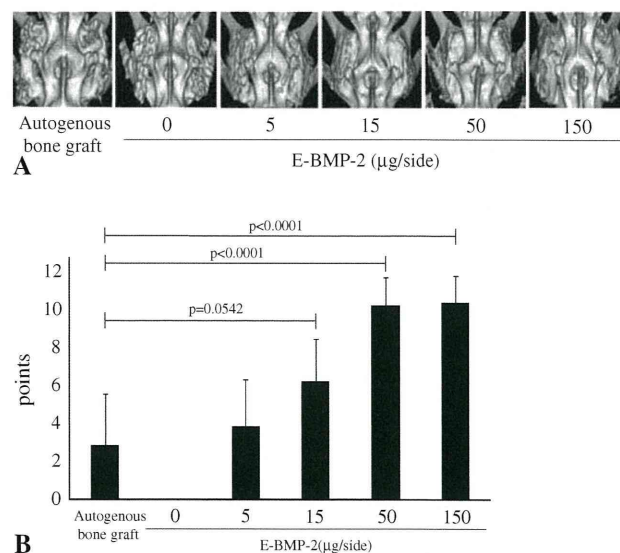 Autogenous
bone graft
0 5 15 50 150
E-BMP-2 (μg/side)
A
p<0.0001
p<0.0001
p=0.0542
points
12
10
8
6
4
2
0
Autogenous
bone graft
0 5 15 50 150
E-BMP-2(μg/side)
B